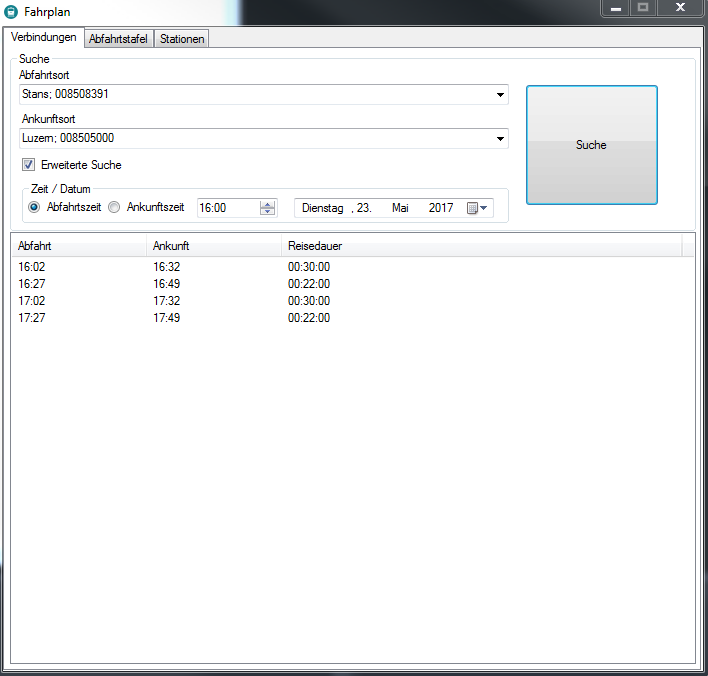 Fahrplan
Verbindungen Abfahrtstafel Stationen
Suche
Abfahrtsort
Stans; 008508391
Ankunftsort
Luzern; 008505000
Suche
Erweiterte Suche
Zeit / Datum
Abfahrtszeit Ankunftszeit 16:00 Dienstag , 23. Mai 2017
Abfahrt Ankunft Reisedauer
16:02 16:32 00:30:00
16:27 16:49 00:22:00
17:02 17:32 00:30:00
17:27 17:49 00:22:00